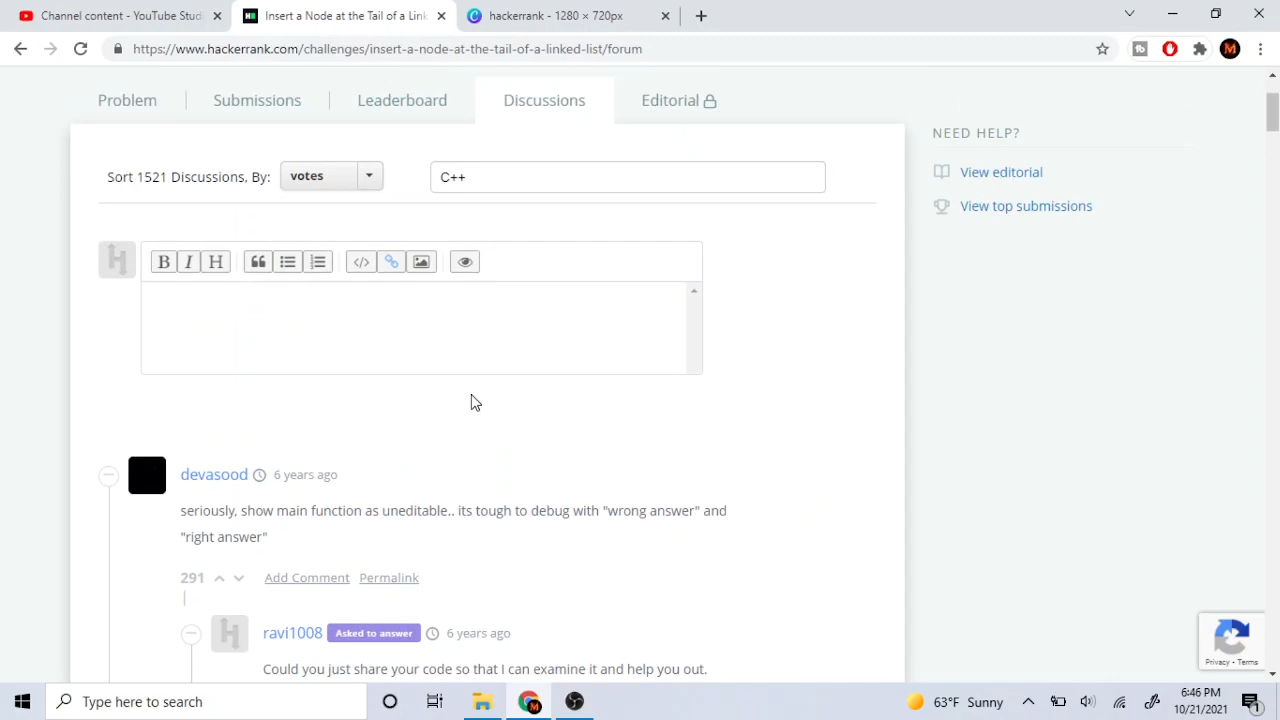 Channel content - YouTube Studi
Insert a Node at the Tail of a Link
hackerrank - 1280 × 720px
https://www.hackerrank.com/challenges/insert-a-node-at-the-tail-of-a-linked-list/forum
M
Problem
Submissions
Leaderboard
Discussions
Editorial
NEED HELP?
View editorial
View top submissions
Sort 1521 Discussions, By:
votes
C++
B I H
devasood
6 years ago
seriously, show main function as uneditable.. its tough to debug with "wrong answer" and
"right answer"
291
Add Comment
Permalink
ravi1008
Asked to answer
6 years ago
Could you just share your code so that I can examine it and help you out.
Privacy - Terms
Type here to search
63°F Sunny
6:46 PM
10/21/2021